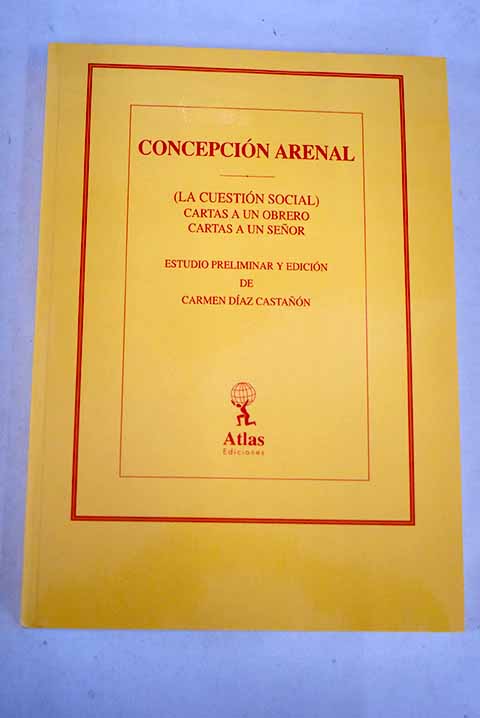 CONCEPCIÓN ARENAL
(LA CUESTIÓN SOCIAL)
CARTAS A UN OBRERO
CARTAS A UN SEÑOR
ESTUDIO PRELIMINAR Y EDICIÓN
DE
CARMEN DÍAZ CASTAÑÓN
Atlas
Ediciones